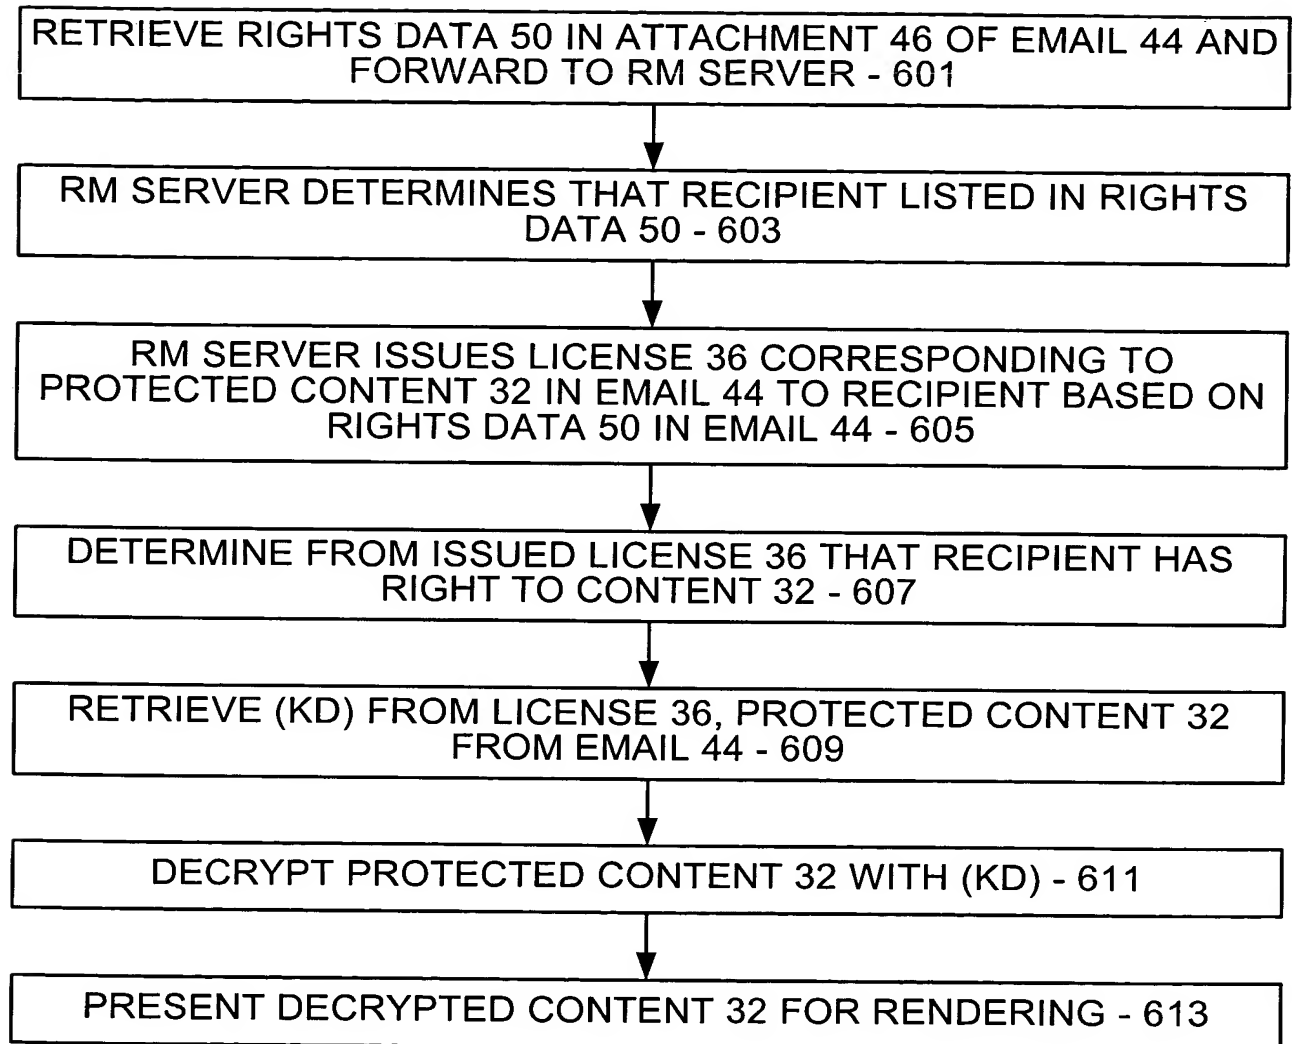 RETRIEVE RIGHTS DATA 50 IN ATTACHMENT 46 OF EMAIL 44 AND
FORWARD TO RM SERVER - 601
RM SERVER DETERMINES THAT RECIPIENT LISTED IN RIGHTS
DATA 50 - 603
RM SERVER ISSUES LICENSE 36 CORRESPONDING TO
PROTECTED CONTENT 32 IN EMAIL 44 TO RECIPIENT BASED ON
RIGHTS DATA 50 IN EMAIL 44 - 605
DETERMINE FROM ISSUED LICENSE 36 THAT RECIPIENT HAS
RIGHT TO CONTENT 32 - 607
RETRIEVE (KD) FROM LICENSE 36, PROTECTED CONTENT 32
FROM EMAIL 44 - 609
DECRYPT PROTECTED CONTENT 32 WITH (KD) - 611
PRESENT DECRYPTED CONTENT 32 FOR RENDERING - 613